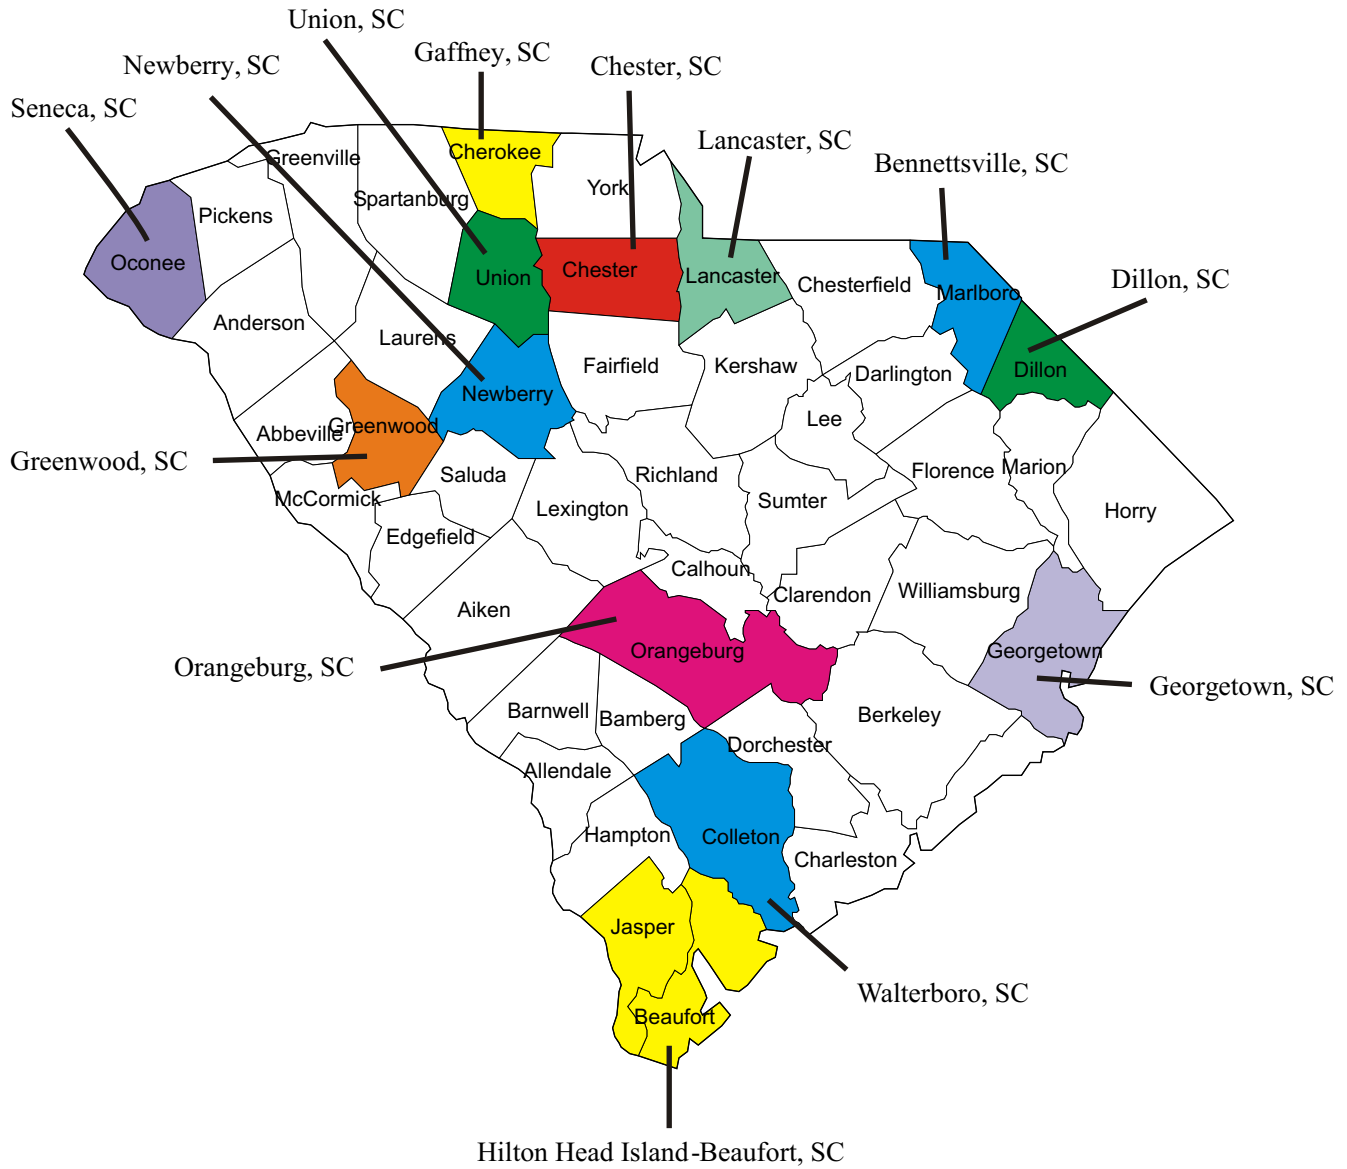 Union, SC
Gaffney, SC
Newberry, SC
Chester, SC
Seneca, SC
Lancaster, SC
Bennettsville, SC
Greenville
Cherokee
Spartanburg
York
Pickens
Oconee
Union
Chester
Lancaster
Chesterfield
Marlboro
Dillon, SC
Anderson
Laurens
Fairfield
Kershaw
Darlington
Dillon
Newberry
Lee
Abbeville
Greenwood
Greenwood, SC
Saluda
Richland
Florence
Marion
McCormick
Lexington
Sumter
Horry
Edgefield
Calhoun
Clarendon
Williamsburg
Aiken
Orangeburg
Georgetown
Orangeburg, SC
Georgetown, SC
Barnwell
Bamberg
Berkeley
Dorchester
Allendale
Hampton
Colleton
Charleston
Jasper
Walterboro, SC
Beaufort
Hilton Head Island-Beaufort, SC